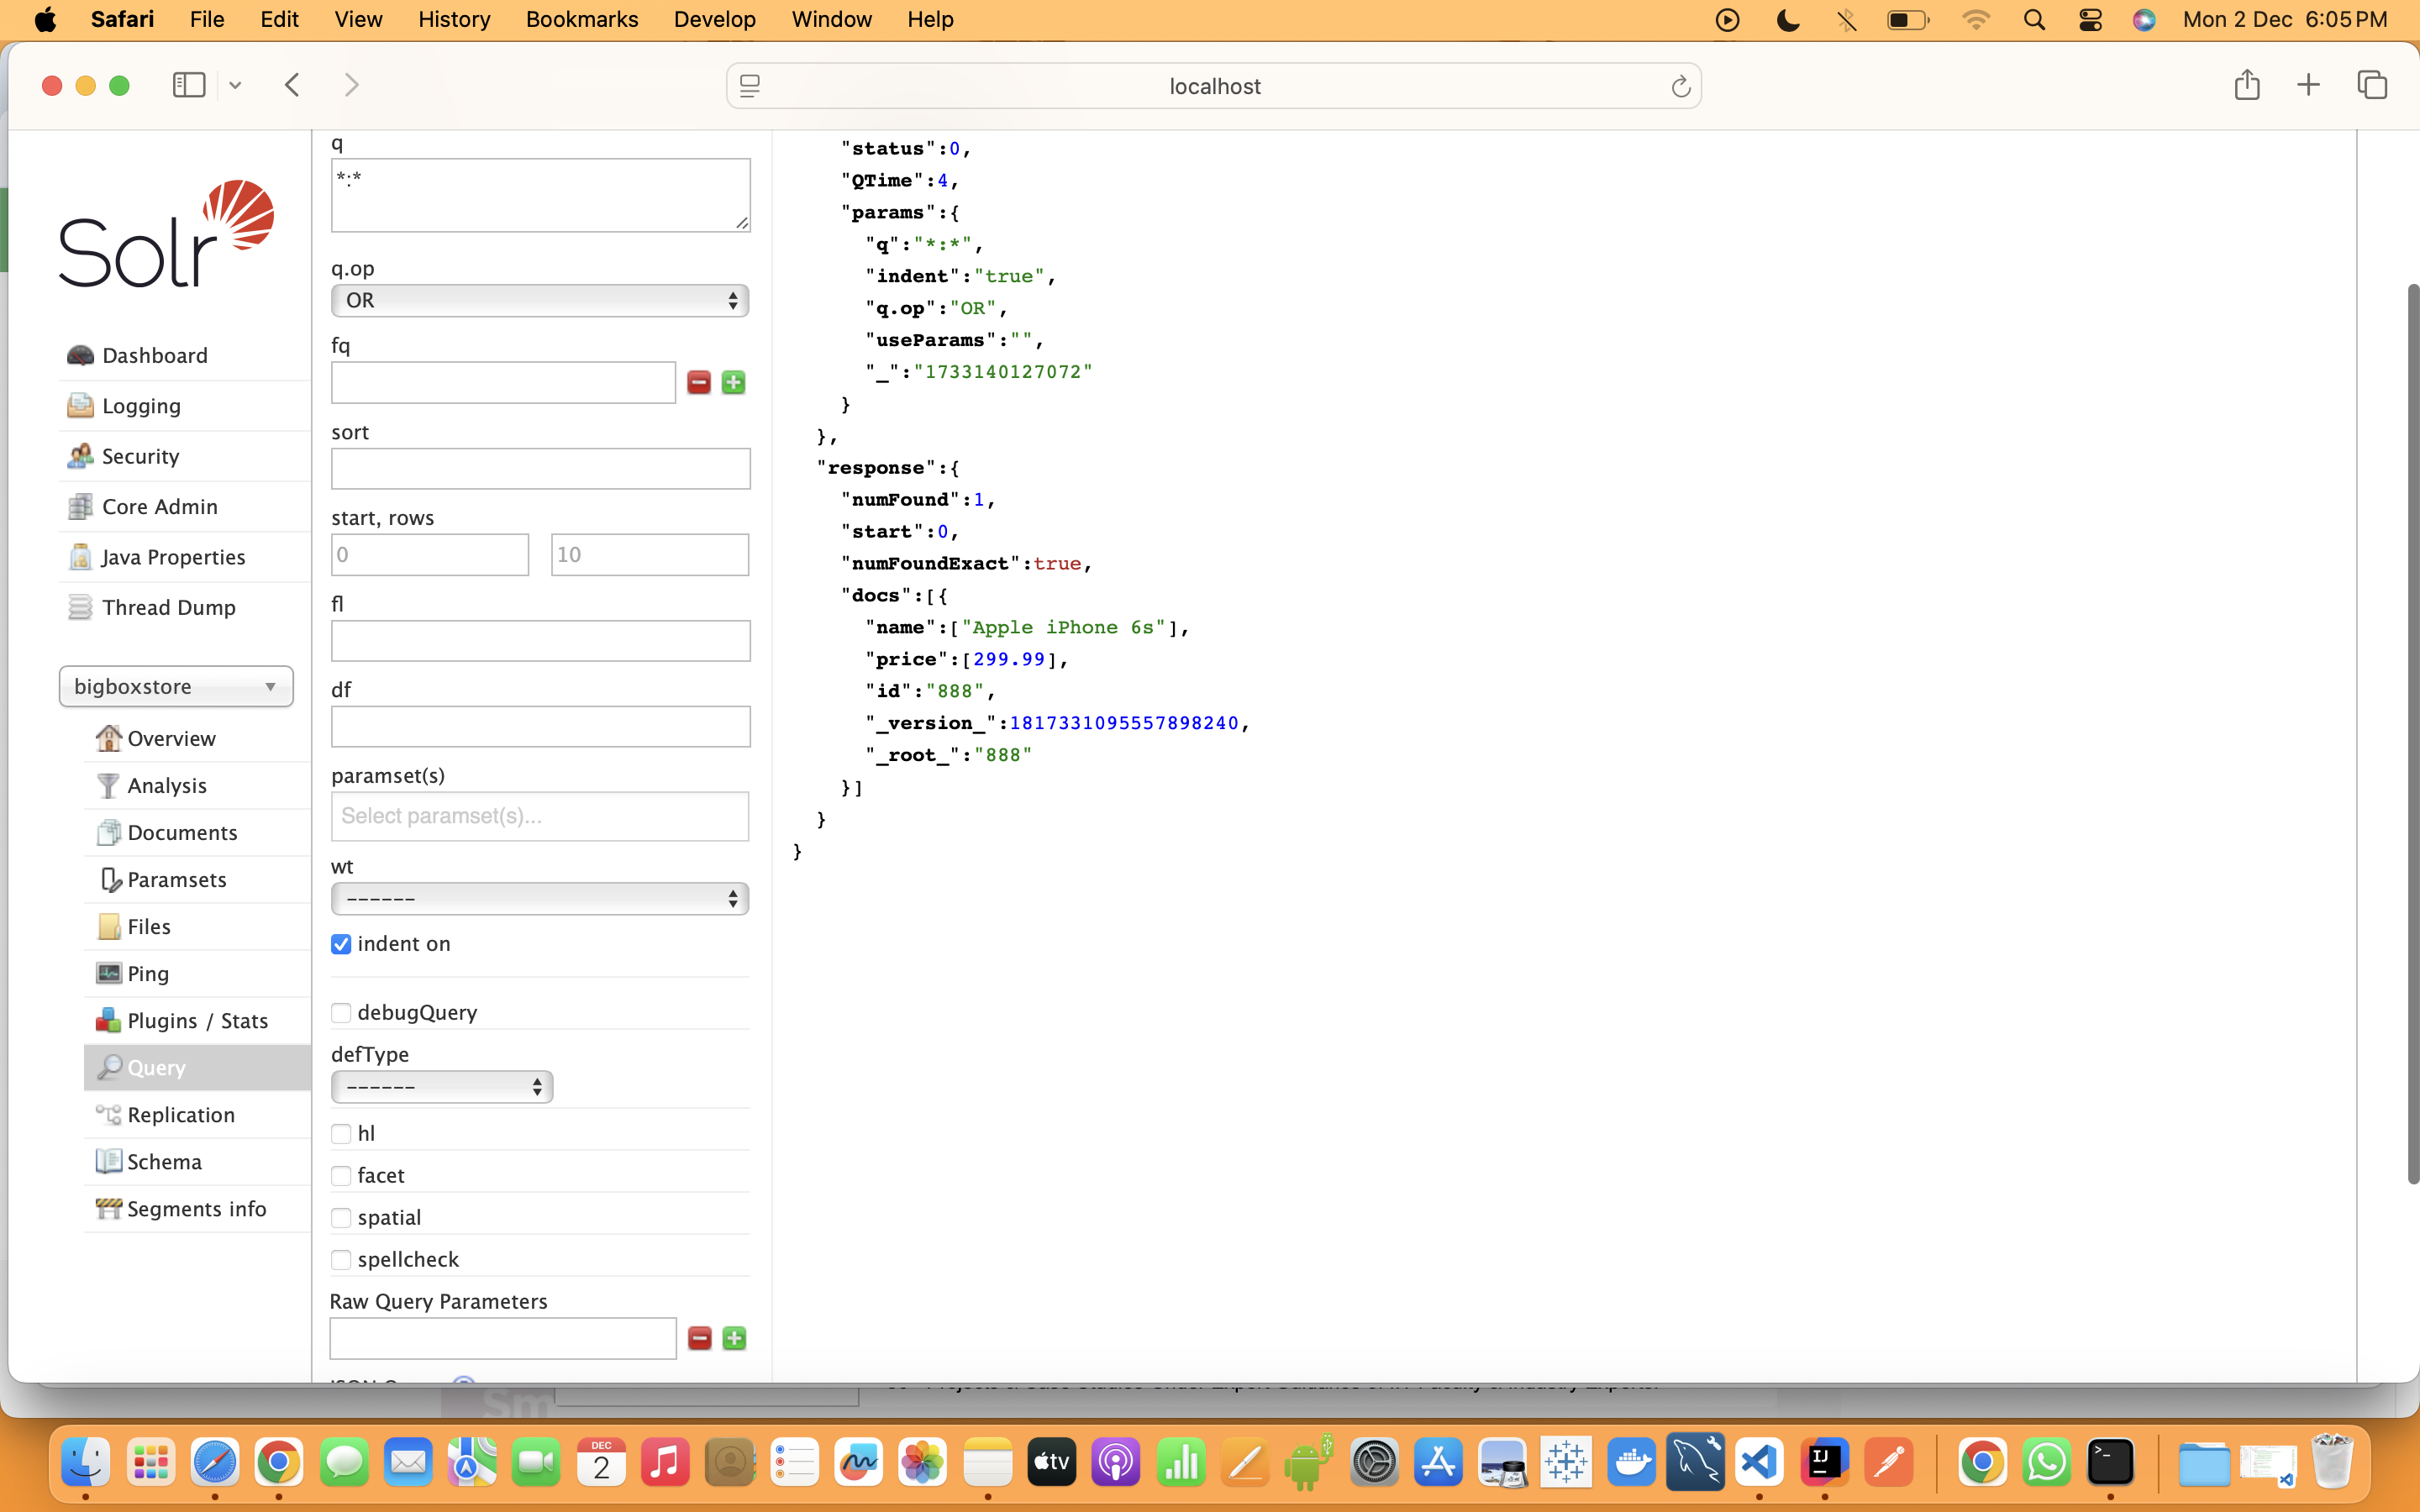 Safari File Edit View History Bookmarks Develop Window Help Mon 2 Dec 6:05 PM
localhost
Solr
Dashboard
Logging
Security
Core Admin
Java Properties
Thread Dump
bigboxstore
Overview
Analysis
Documents
Paramsets
Files
Ping
Plugins / Stats
Query
Replication
Schema
Segments info
q
*:*
q.op
OR
fq
sort
start, rows
0 10
fl
df
paramset(s)
Select paramset(s)...
wt
------
indent on
debugQuery
defType
------
hl
facet
spatial
spellcheck
Raw Query Parameters
"status":0,
"QTime":4,
"params":{
"q":"*:*",
"indent":"true",
"q.op":"OR",
"useParams":"",
"_":"1733140127072"
}
},
"response":{
"numFound":1,
"start":0,
"numFoundExact":true,
"docs":[{
"name":["Apple iPhone 6s"],
"price":[299.99],
"id":"888",
"_version_":1817331095557898240,
"_root_":"888"
}]
}
}
Sm
DEC
2
tv
IJ
>_